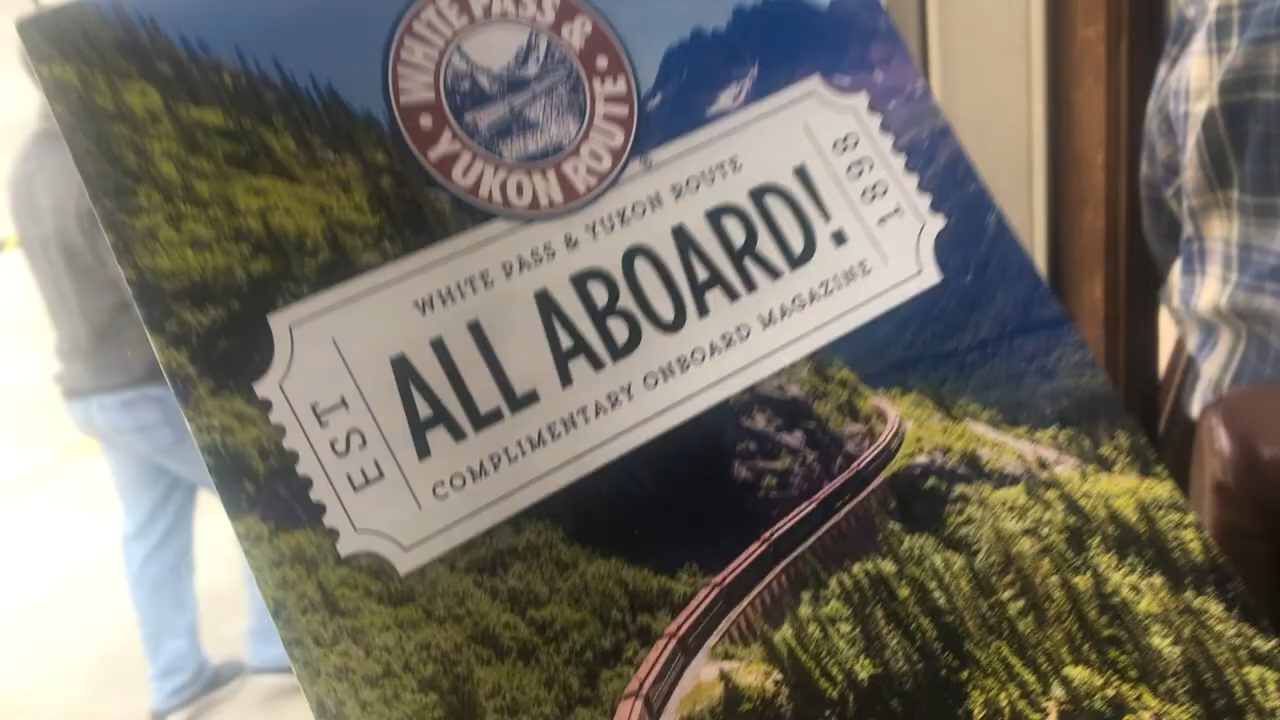 WHITE PASS &
YUKON ROUTE
WHITE PASS & YUKON ROUTE
ALL ABOARD!
COMPLIMENTARY ONBOARD MAGAZINE
EST
1898